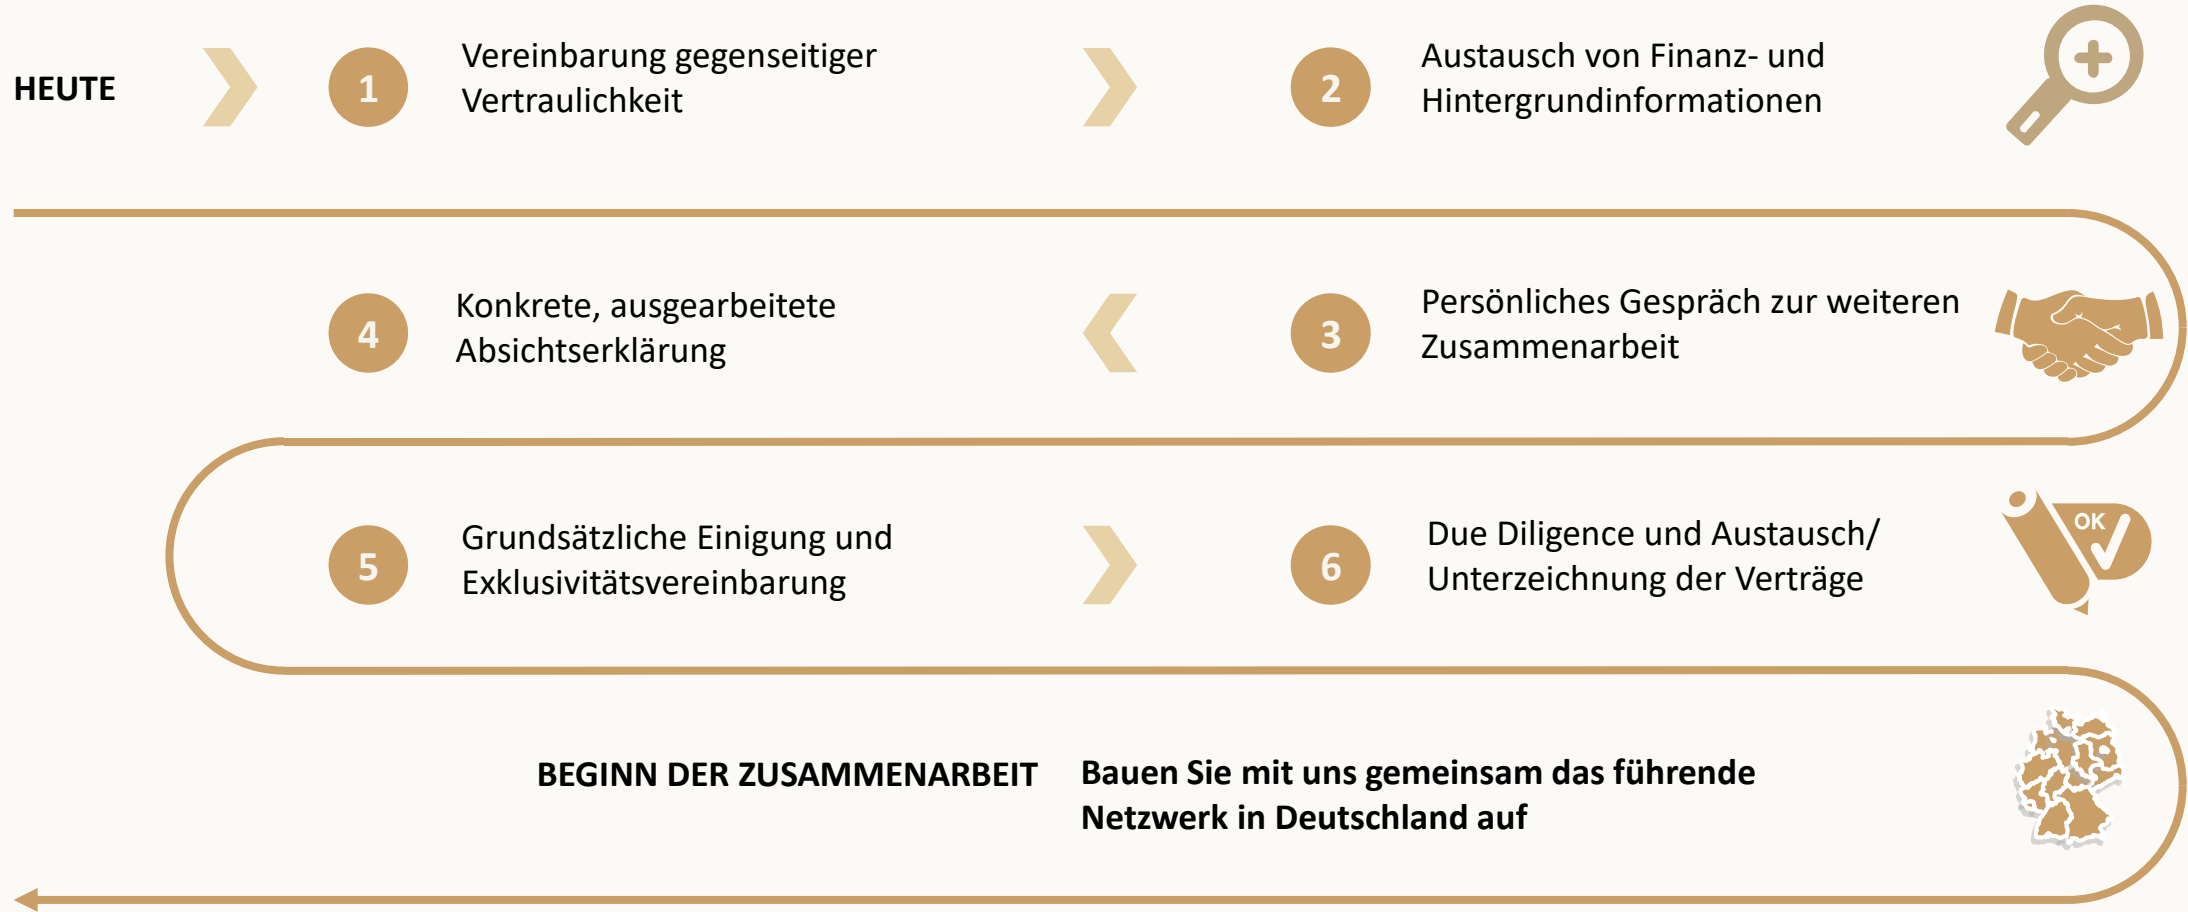 HEUTE
1
Vereinbarung gegenseitiger
Vertraulichkeit
2
Austausch von Finanz- und
Hintergrundinformationen
3
Persönliches Gespräch zur weiteren
Zusammenarbeit
4
Konkrete, ausgearbeitete
Absichtserklärung
5
Grundsätzliche Einigung und
Exklusivitätsvereinbarung
6
Due Diligence und Austausch/
Unterzeichnung der Verträge
OK
BEGINN DER ZUSAMMENARBEIT
Bauen Sie mit uns gemeinsam das führende
Netzwerk in Deutschland auf